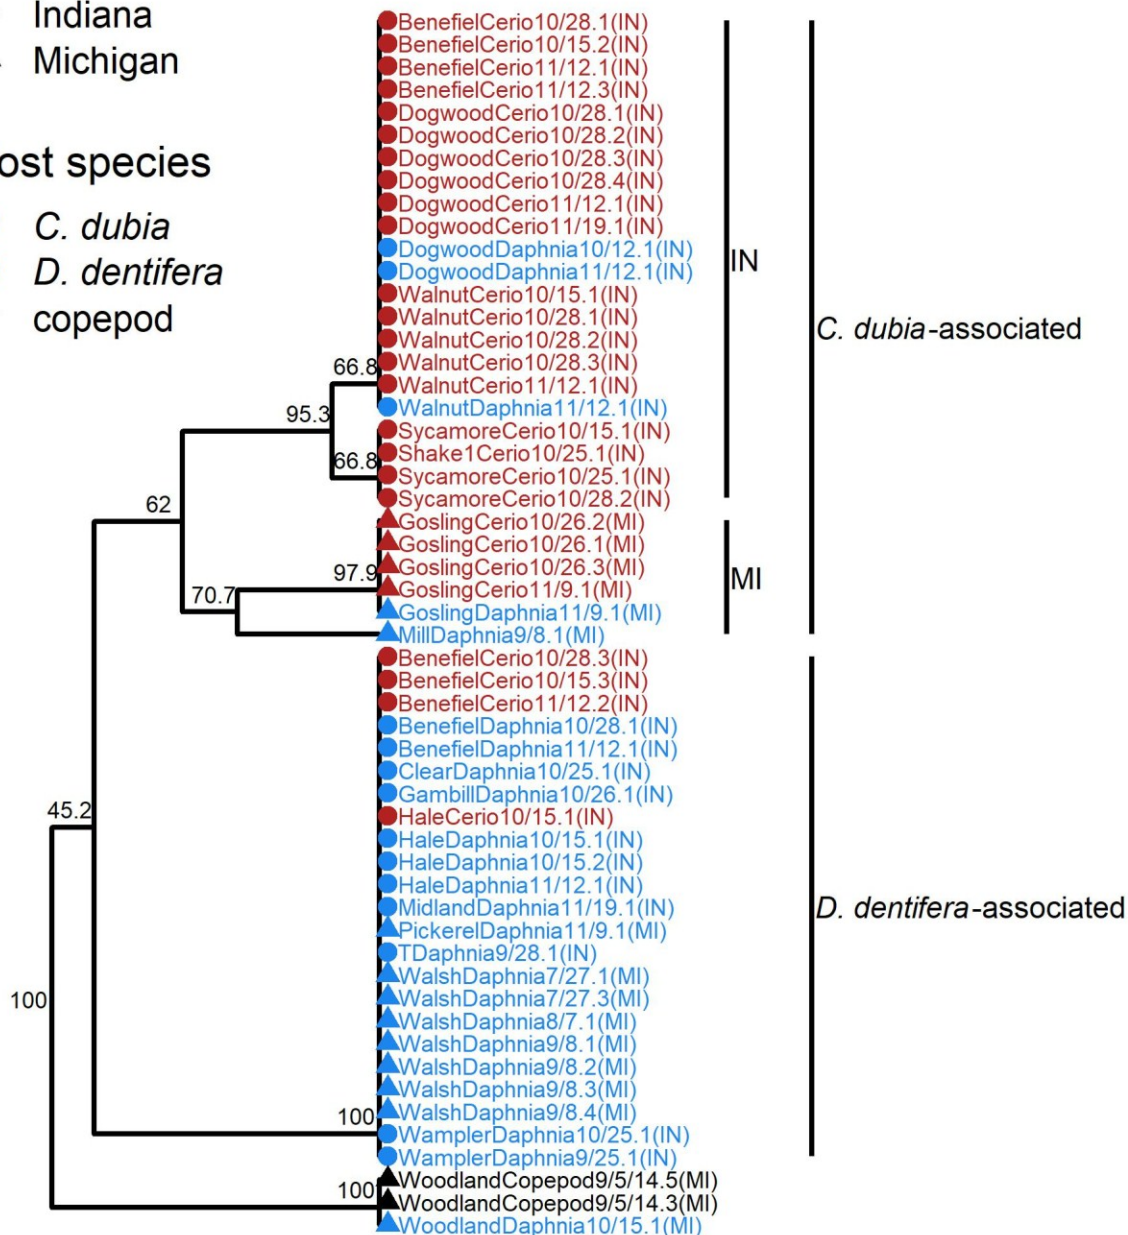 Indiana
Michigan
ost species
C. dubia
D. dentifera
copepod
BenefielCerio10/28.1(IN)
BenefielCerio10/15.2(IN)
BenefielCerio11/12.1(IN)
BenefielCerio11/12.3(IN)
DogwoodCerio10/28.1(IN)
DogwoodCerio10/28.2(IN)
DogwoodCerio10/28.3(IN)
DogwoodCerio10/28.4(IN)
DogwoodCerio11/12.1(IN)
DogwoodCerio11/19.1(IN)
DogwoodDaphnia10/12.1(IN)
DogwoodDaphnia11/12.1(IN)
WalnutCerio10/15.1(IN)
WalnutCerio10/28.1(IN)
WalnutCerio10/28.2(IN)
WalnutCerio10/28.3(IN)
WalnutCerio11/12.1(IN)
WalnutDaphnia11/12.1(IN)
SycamoreCerio10/15.1(IN)
Shake1Cerio10/25.1(IN)
SycamoreCerio10/25.1(IN)
SycamoreCerio10/28.2(IN)
GoslingCerio10/26.2(MI)
GoslingCerio10/26.1(MI)
GoslingCerio10/26.3(MI)
GoslingCerio11/9.1(MI)
GoslingDaphnia11/9.1(MI)
MillDaphnia9/8.1(MI)
BenefielCerio10/28.3(IN)
BenefielCerio10/15.3(IN)
BenefielCerio11/12.2(IN)
BenefielDaphnia10/28.1(IN)
BenefielDaphnia11/12.1(IN)
ClearDaphnia10/25.1(IN)
GambillDaphnia10/26.1(IN)
HaleCerio10/15.1(IN)
HaleDaphnia10/15.1(IN)
HaleDaphnia10/15.2(IN)
HaleDaphnia11/12.1(IN)
MidlandDaphnia11/19.1(IN)
PickerelDaphnia11/9.1(MI)
TDaphnia9/28.1(IN)
WalshDaphnia7/27.1(MI)
WalshDaphnia7/27.3(MI)
WalshDaphnia8/7.1(MI)
WalshDaphnia9/8.1(MI)
WalshDaphnia9/8.2(MI)
WalshDaphnia9/8.3(MI)
WalshDaphnia9/8.4(MI)
WamplerDaphnia10/25.1(IN)
WamplerDaphnia9/25.1(IN)
WoodlandCopepod9/5/14.5(MI)
WoodlandCopepod9/5/14.3(MI)
WoodlandDaphnia10/15.1(MI)
66.8
95.3
66.8
62
97.9
70.7
45.2
100
100
100
IN
MI
C. dubia-associated
D. dentifera-associated